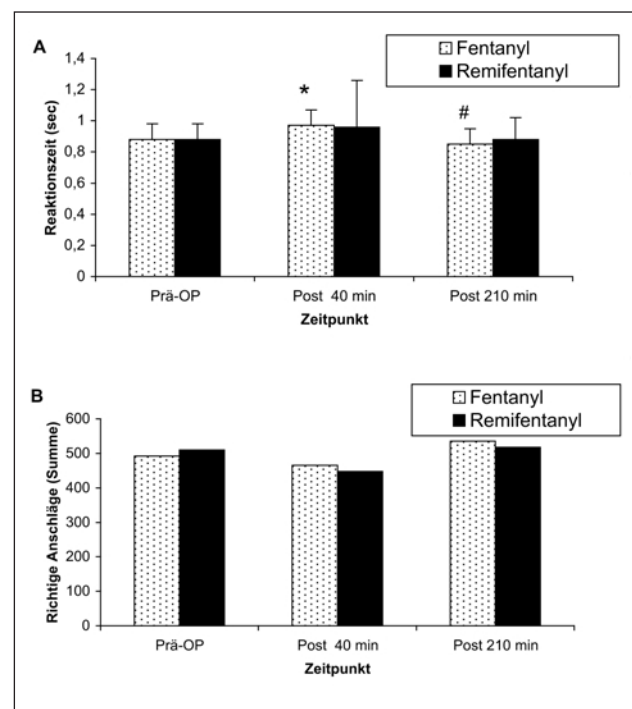 A
Fentanyl
Remifentanyl
1,4
1,2
1
0,8
0,6
0,4
0,2
0
Reaktionszeit (sec)
*
#
Prä-OP Post 40 min Post 210 min
Zeitpunkt
B
Fentanyl
Remifentanyl
600
500
400
300
200
100
0
Richtige Anschläge (Summe)
Prä-OP Post 40 min Post 210 min
Zeitpunkt